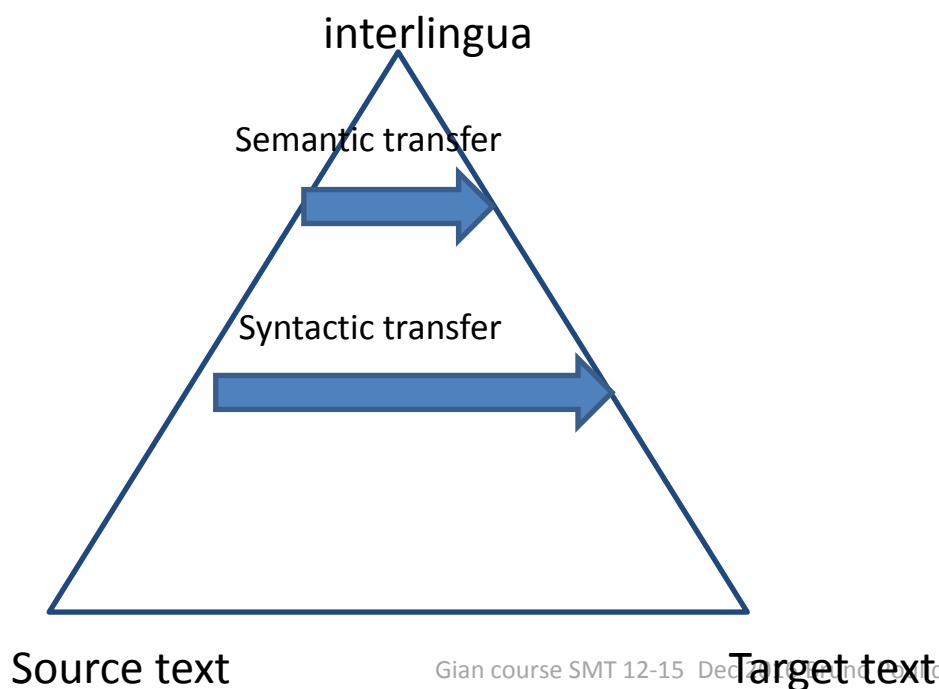 interlingua
Semantic transfer
Syntactic transfer
Source text
Gian course SMT 12-15 Dec
Target text